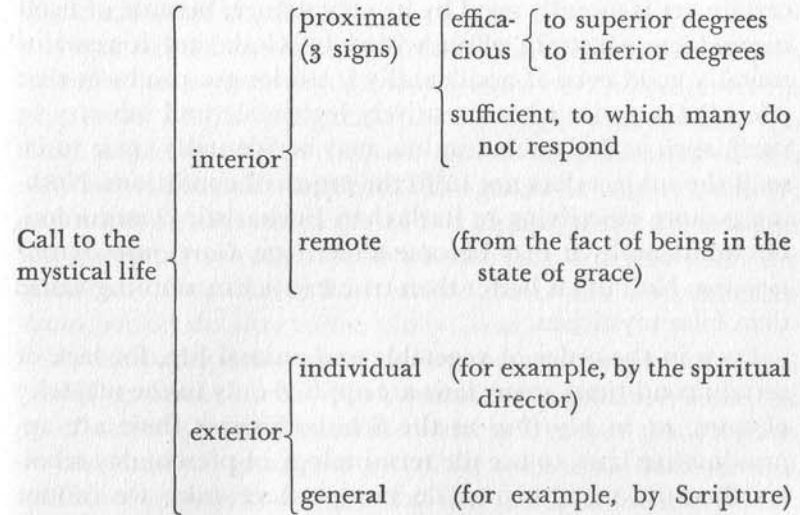 proximate effica- to superior degrees
(3 signs) cious to inferior degrees
sufficient, to which many do
not respond
interior
remote (from the fact of being in the
state of grace)
Call to the
mystical life
individual (for example, by the spiritual
director)
exterior
general (for example, by Scripture)